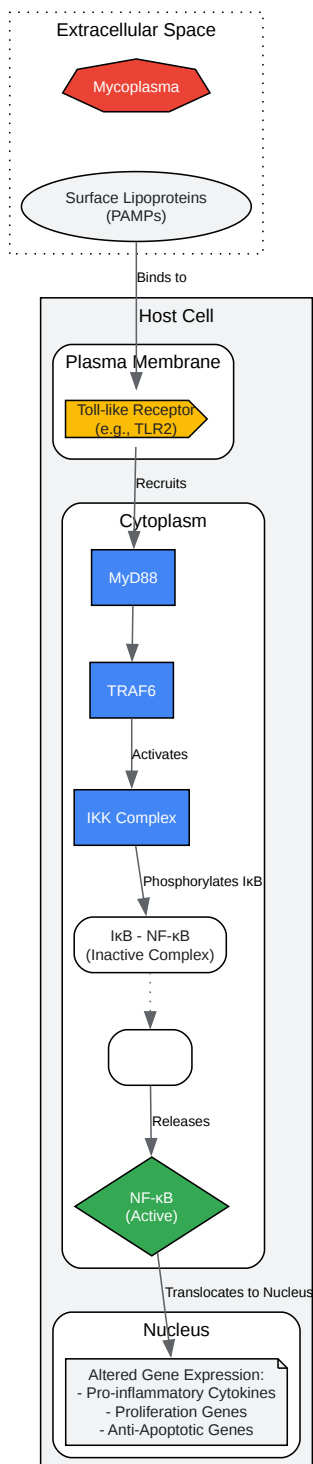 Extracellular Space
Mycoplasma
Surface Lipoproteins
(PAMPs)
Binds to
Host Cell
Plasma Membrane
Toll-like Receptor
(e.g., TLR2)
Recruits
Cytoplasm
MyD88
TRAF6
Activates
IKK Complex
Phosphorylates IκB
IκB - NF-κB
(Inactive Complex)
Releases
NF-κB
(Active)
Translocates to Nucleus
Nucleus
Altered Gene Expression:
- Pro-inflammatory Cytokines
- Proliferation Genes
- Anti-Apoptotic Genes